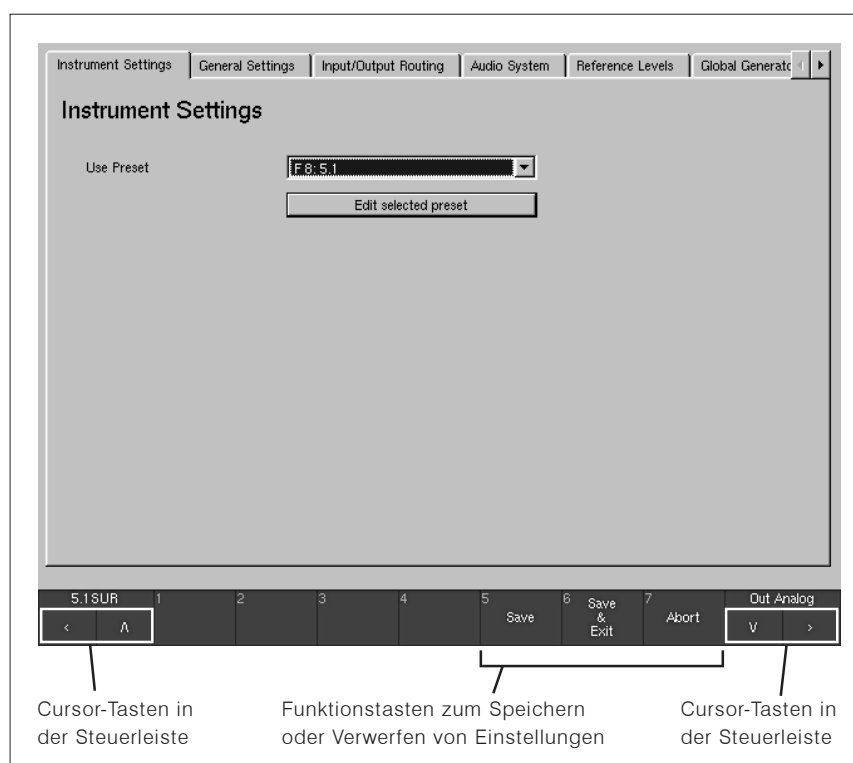 Instrument Settings General Settings Input/Output Routing Audio System Reference Levels Global Generatc
Instrument Settings
Use Preset F8: 5.1
Edit selected preset
5.1SUR 1 2 3 4 5 Save 6 Save & Exit 7 Abort Out Analog
< Λ V >
Cursor-Tasten in der Steuerleiste
Funktionstasten zum Speichern oder Verwerfen von Einstellungen
Cursor-Tasten in der Steuerleiste